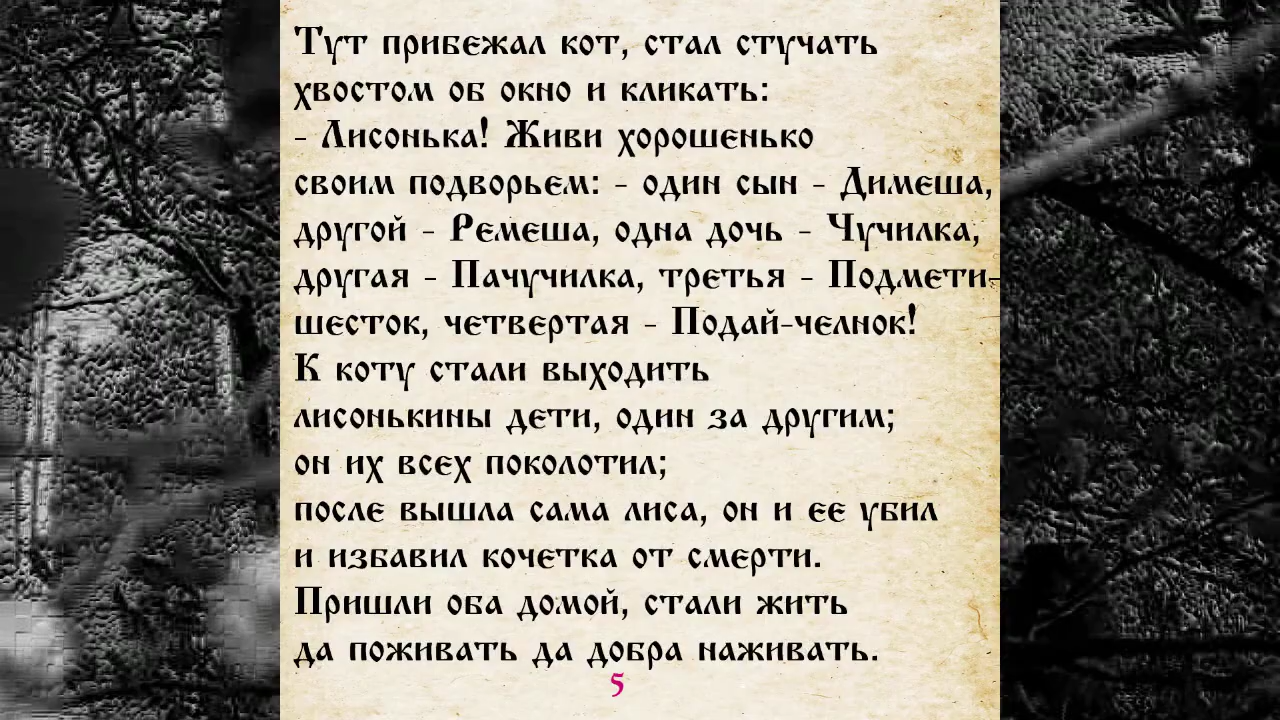 Тут прибежал кот, стал стучать
хвостом об окно и кликать:
- Лисонька! Живи хорошенько
своим подворьем: - один сын - Димеша,
другой - Ремеша, одна дочь - Чучилка,
другая - Пачучилка, третья - Подмети-
шесток, четвертая - Подай-челнок!
К коту стали выходить
лисонькины дети, один за другим;
он их всех поколотил;
после вышла сама лиса, он и ее убил
и избавил кочетка от смерти.
Пришли оба домой, стали жить
да поживать да добра наживать.
5